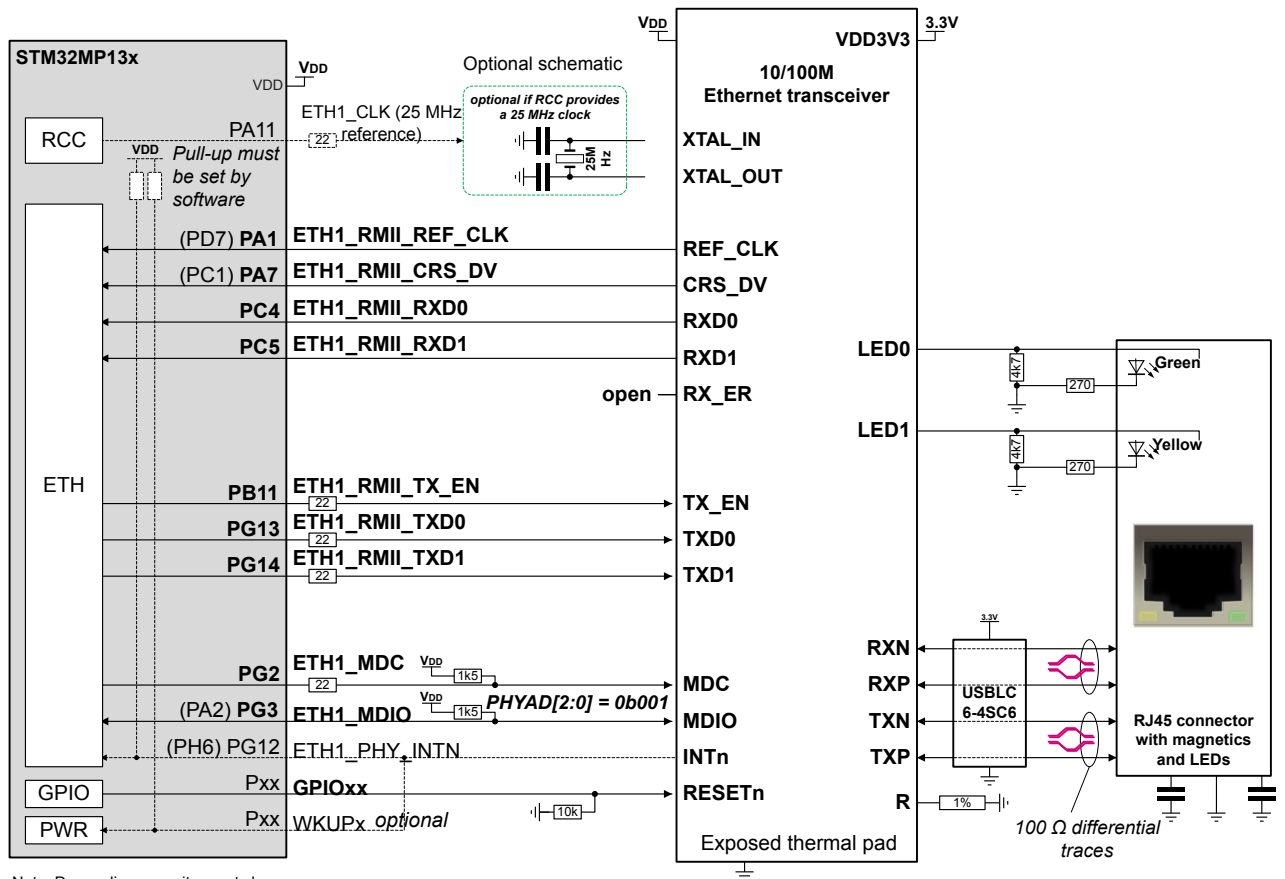 STM32MP13x
VDD
VDD
RCC
PA11
ETH1_CLK (25 MHz
reference)
22
VDD
Pull-up must
be set by
software
Optional schematic
optional if RCC provides
a 25 MHz clock
25M
Hz
VDD
VDD3V3
3.3V
10/100M
Ethernet transceiver
XTAL_IN
XTAL_OUT
ETH
(PD7) PA1 ETH1_RMII_REF_CLK
REF_CLK
(PC1) PA7 ETH1_RMII_CRS_DV
CRS_DV
PC4 ETH1_RMII_RXD0
RXD0
PC5 ETH1_RMII_RXD1
RXD1
open
RX_ER
LED0
4k7
270
Green
LED1
4k7
270
Yellow
PB11 ETH1_RMII_TX_EN
22
TX_EN
PG13 ETH1_RMII_TXD0
22
TXD0
PG14 ETH1_RMII_TXD1
22
TXD1
PG2 ETH1_MDC
22
VDD
1k5
MDC
(PA2) PG3 ETH1_MDIO
VDD
1k5
PHYAD[2:0] = 0b001
MDIO
(PH6) PG12 ETH1_PHY_INTN
INTn
GPIO
Pxx GPIOxx
10k
RESETn
PWR
Pxx WKUPx optional
RXN
RXP
TXN
TXP
3.3V
USBLC
6-4SC6
R
1%
100 Ω differential
traces
RJ45 connector
with magnetics
and LEDs
Exposed thermal pad